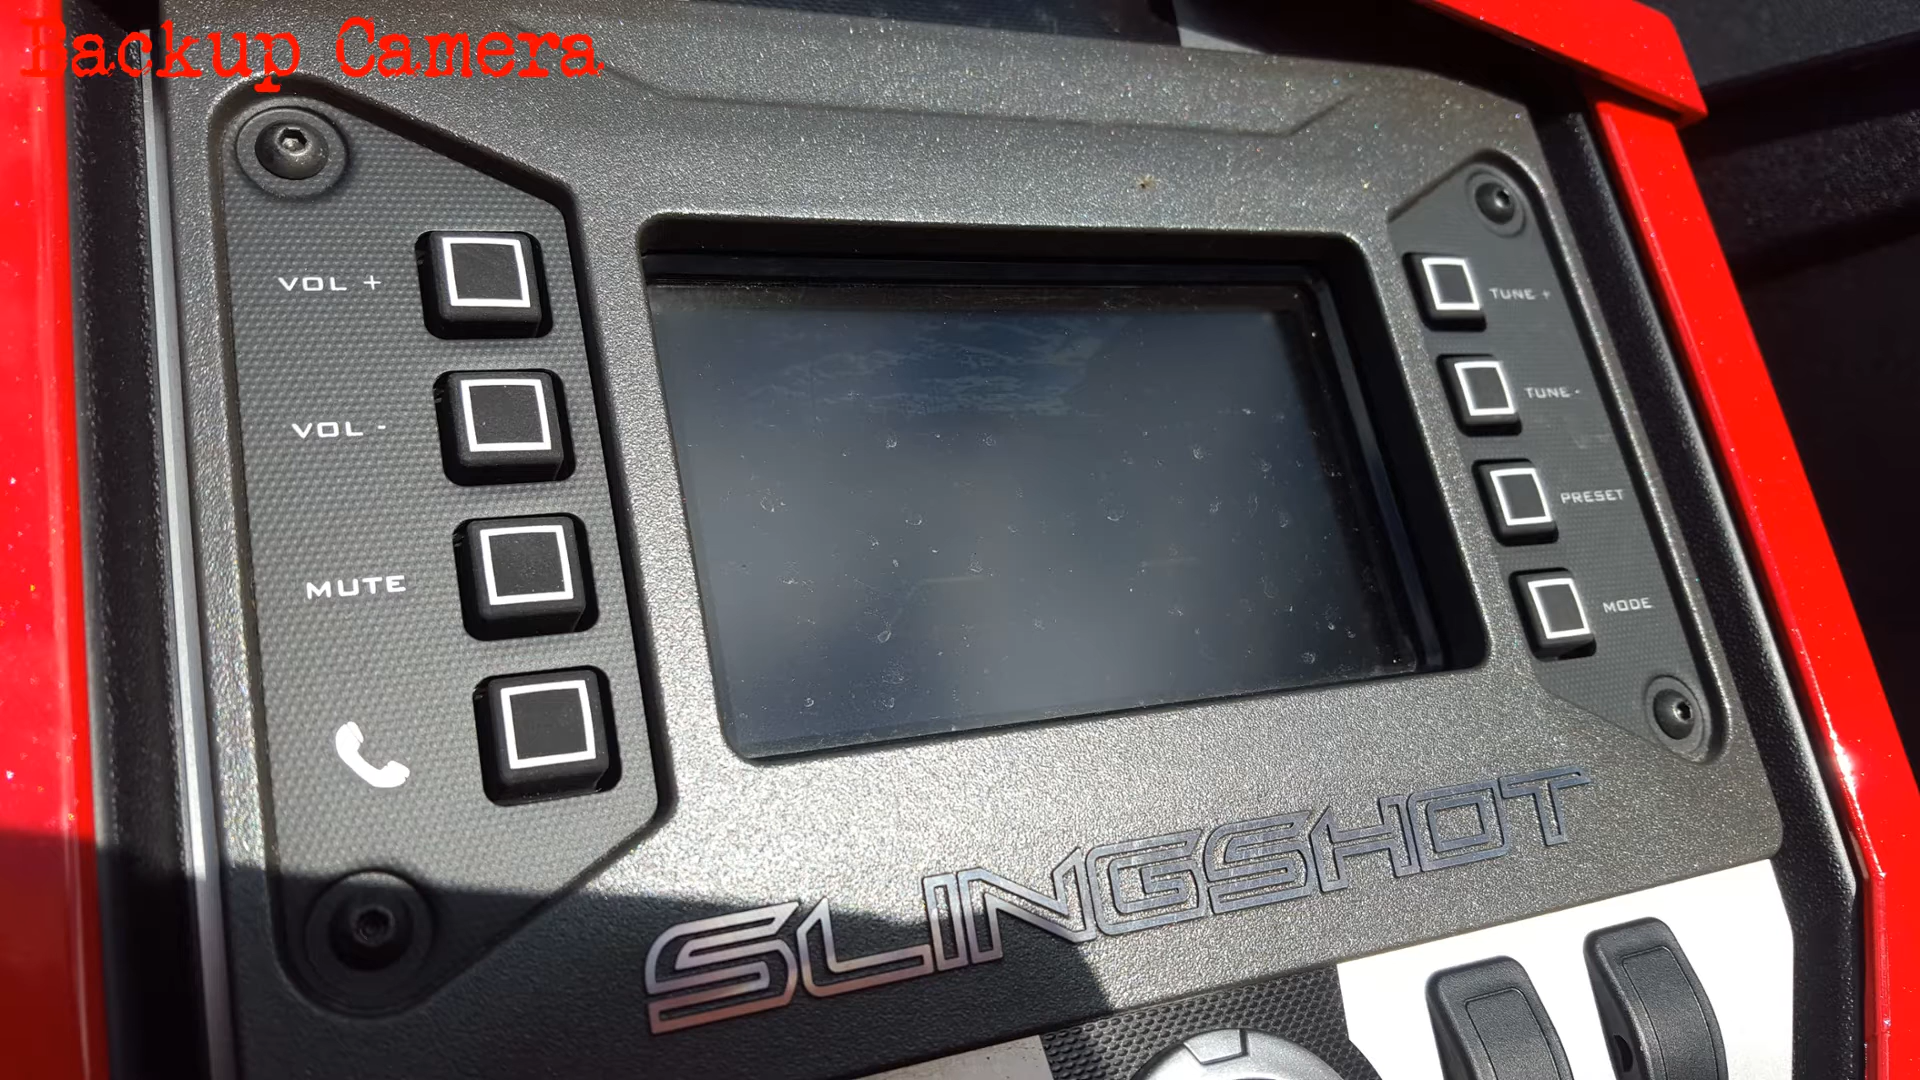 Backup Camera
VOL +
VOL -
MUTE
TUNE +
TUNE -
PRESET
MODE
SLINGSHOT